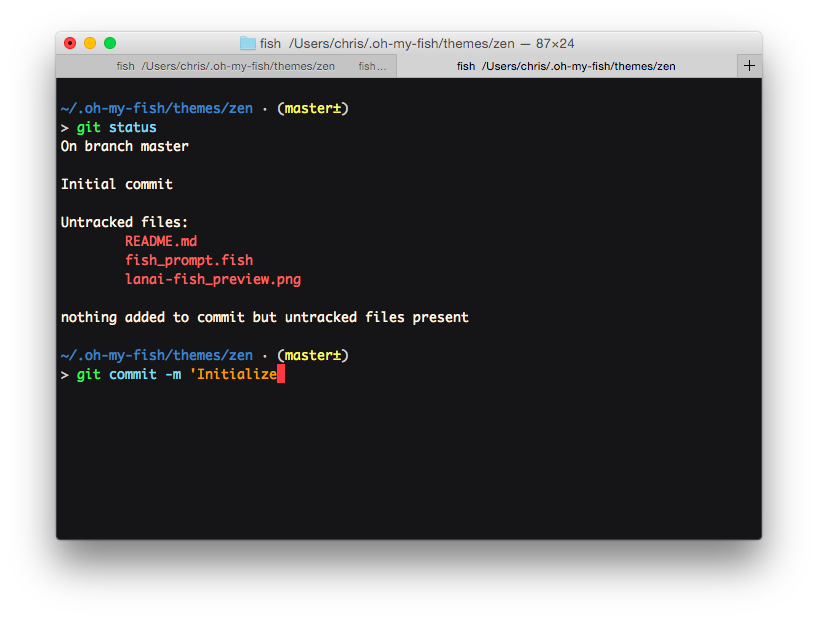 fish /Users/chris/.oh-my-fish/themes/zen — 87×24
fish /Users/chris/.oh-my-fish/themes/zen fish... fish /Users/chris/.oh-my-fish/themes/zen +
~/.oh-my-fish/themes/zen · (master±)
> git status
On branch master
Initial commit
Untracked files:
README.md
fish_prompt.fish
lanai-fish_preview.png
nothing added to commit but untracked files present
~/.oh-my-fish/themes/zen · (master±)
> git commit -m 'Initialize